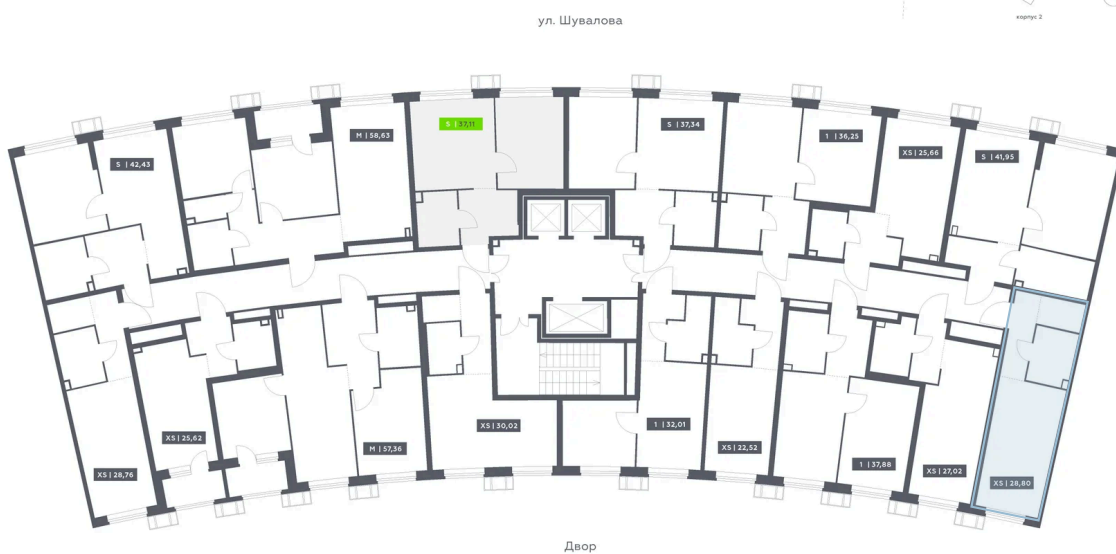 корпус 2
ул. Шувалова
S | 42,43
M | 58,63
S | 37,11
S | 37,34
1 | 36,25
XS | 25,66
S | 41,95
XS | 28,76
XS | 25,62
M | 57,36
XS | 30,02
1 | 32,01
XS | 22,52
1 | 37,88
XS | 27,02
XS | 28,80
Двор